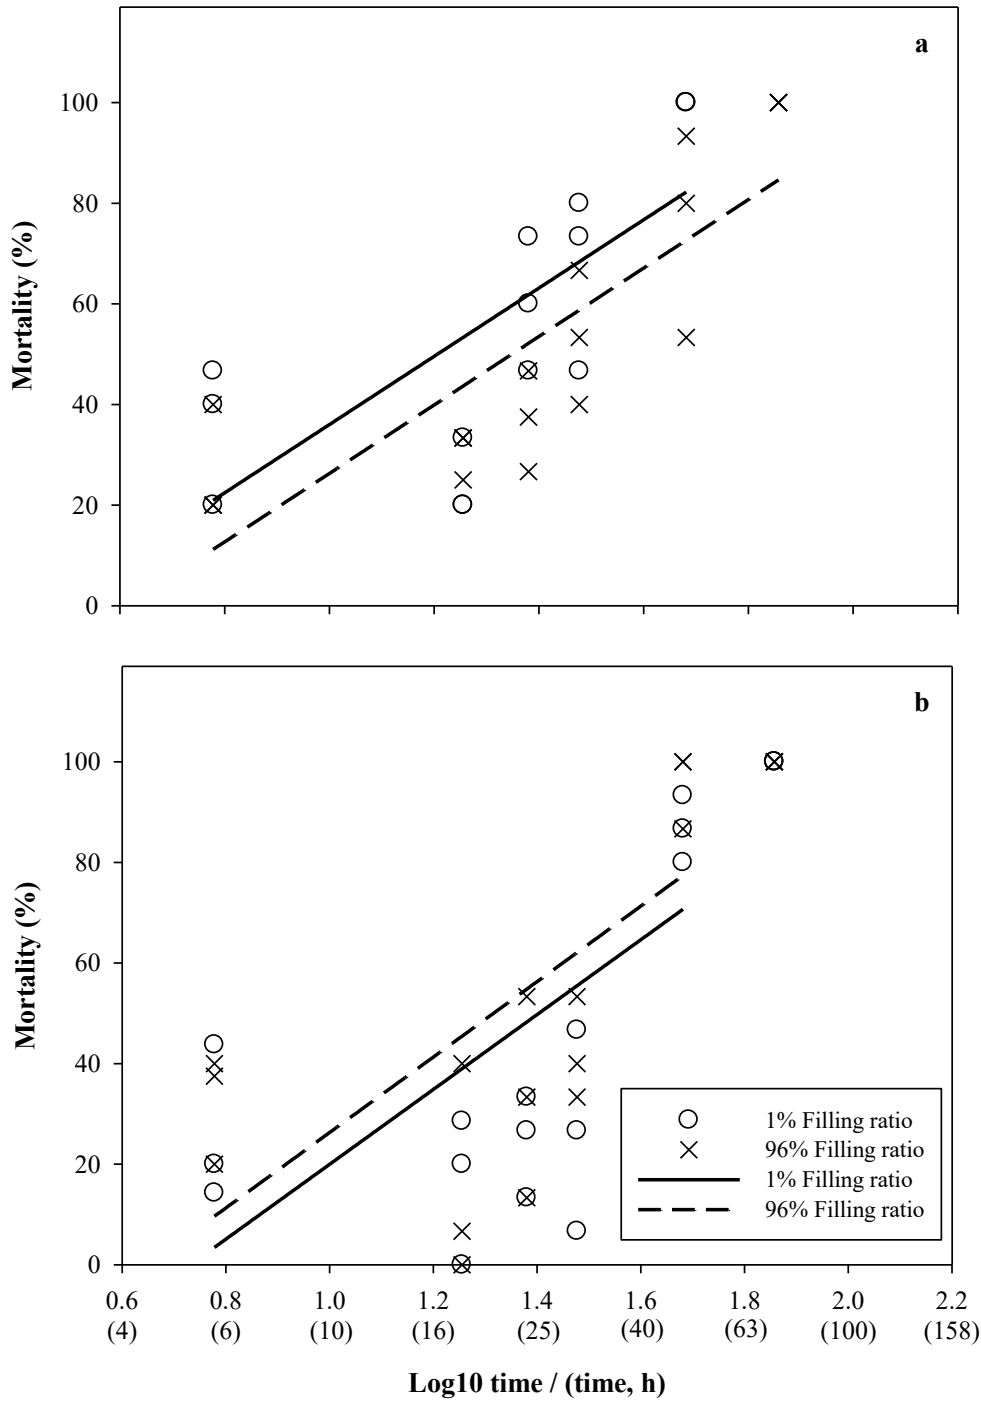 a
100
80
60
40
20
0
Mortality (%)
b
100
80
60
40
20
0
Mortality (%)
1% Filling ratio
96% Filling ratio
1% Filling ratio
96% Filling ratio
0.6 0.8 1.0 1.2 1.4 1.6 1.8 2.0 2.2
(4) (6) (10) (16) (25) (40) (63) (100) (158)
Log10 time / (time, h)